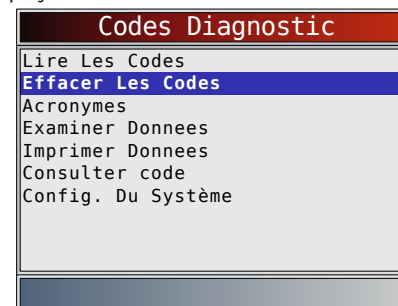 Codes Diagnostic
Lire Les Codes
Effacer Les Codes
Acronymes
Examiner Donnees
Imprimer Donnees
Consulter code
Config. Du Système